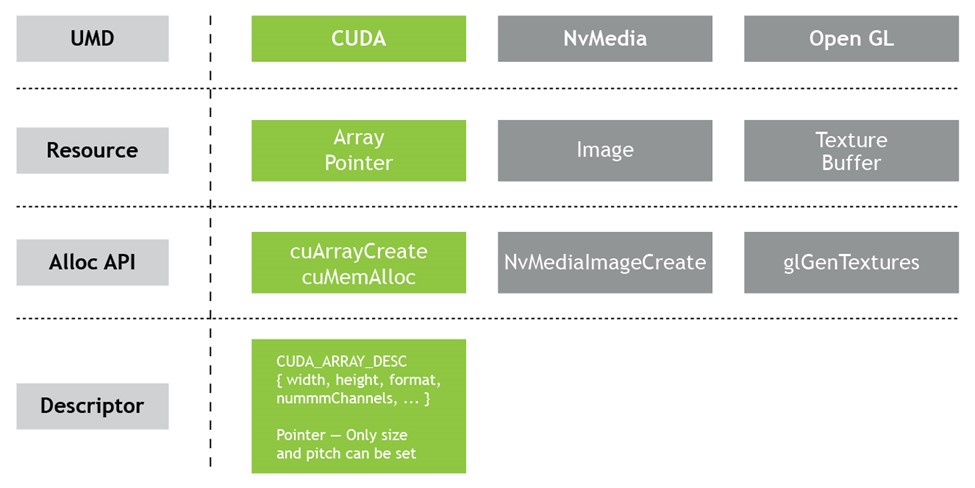 UMD
CUDA
NvMedia
Open GL
Resource
Array
Pointer
Image
Texture
Buffer
Alloc API
cuArrayCreate
cuMemAlloc
NvMediaImageCreate
glGenTextures
Descriptor
CUDA_ARRAY_DESC
{ width, height, format,
nummmChannels, ... }
Pointer — Only size
and pitch can be set